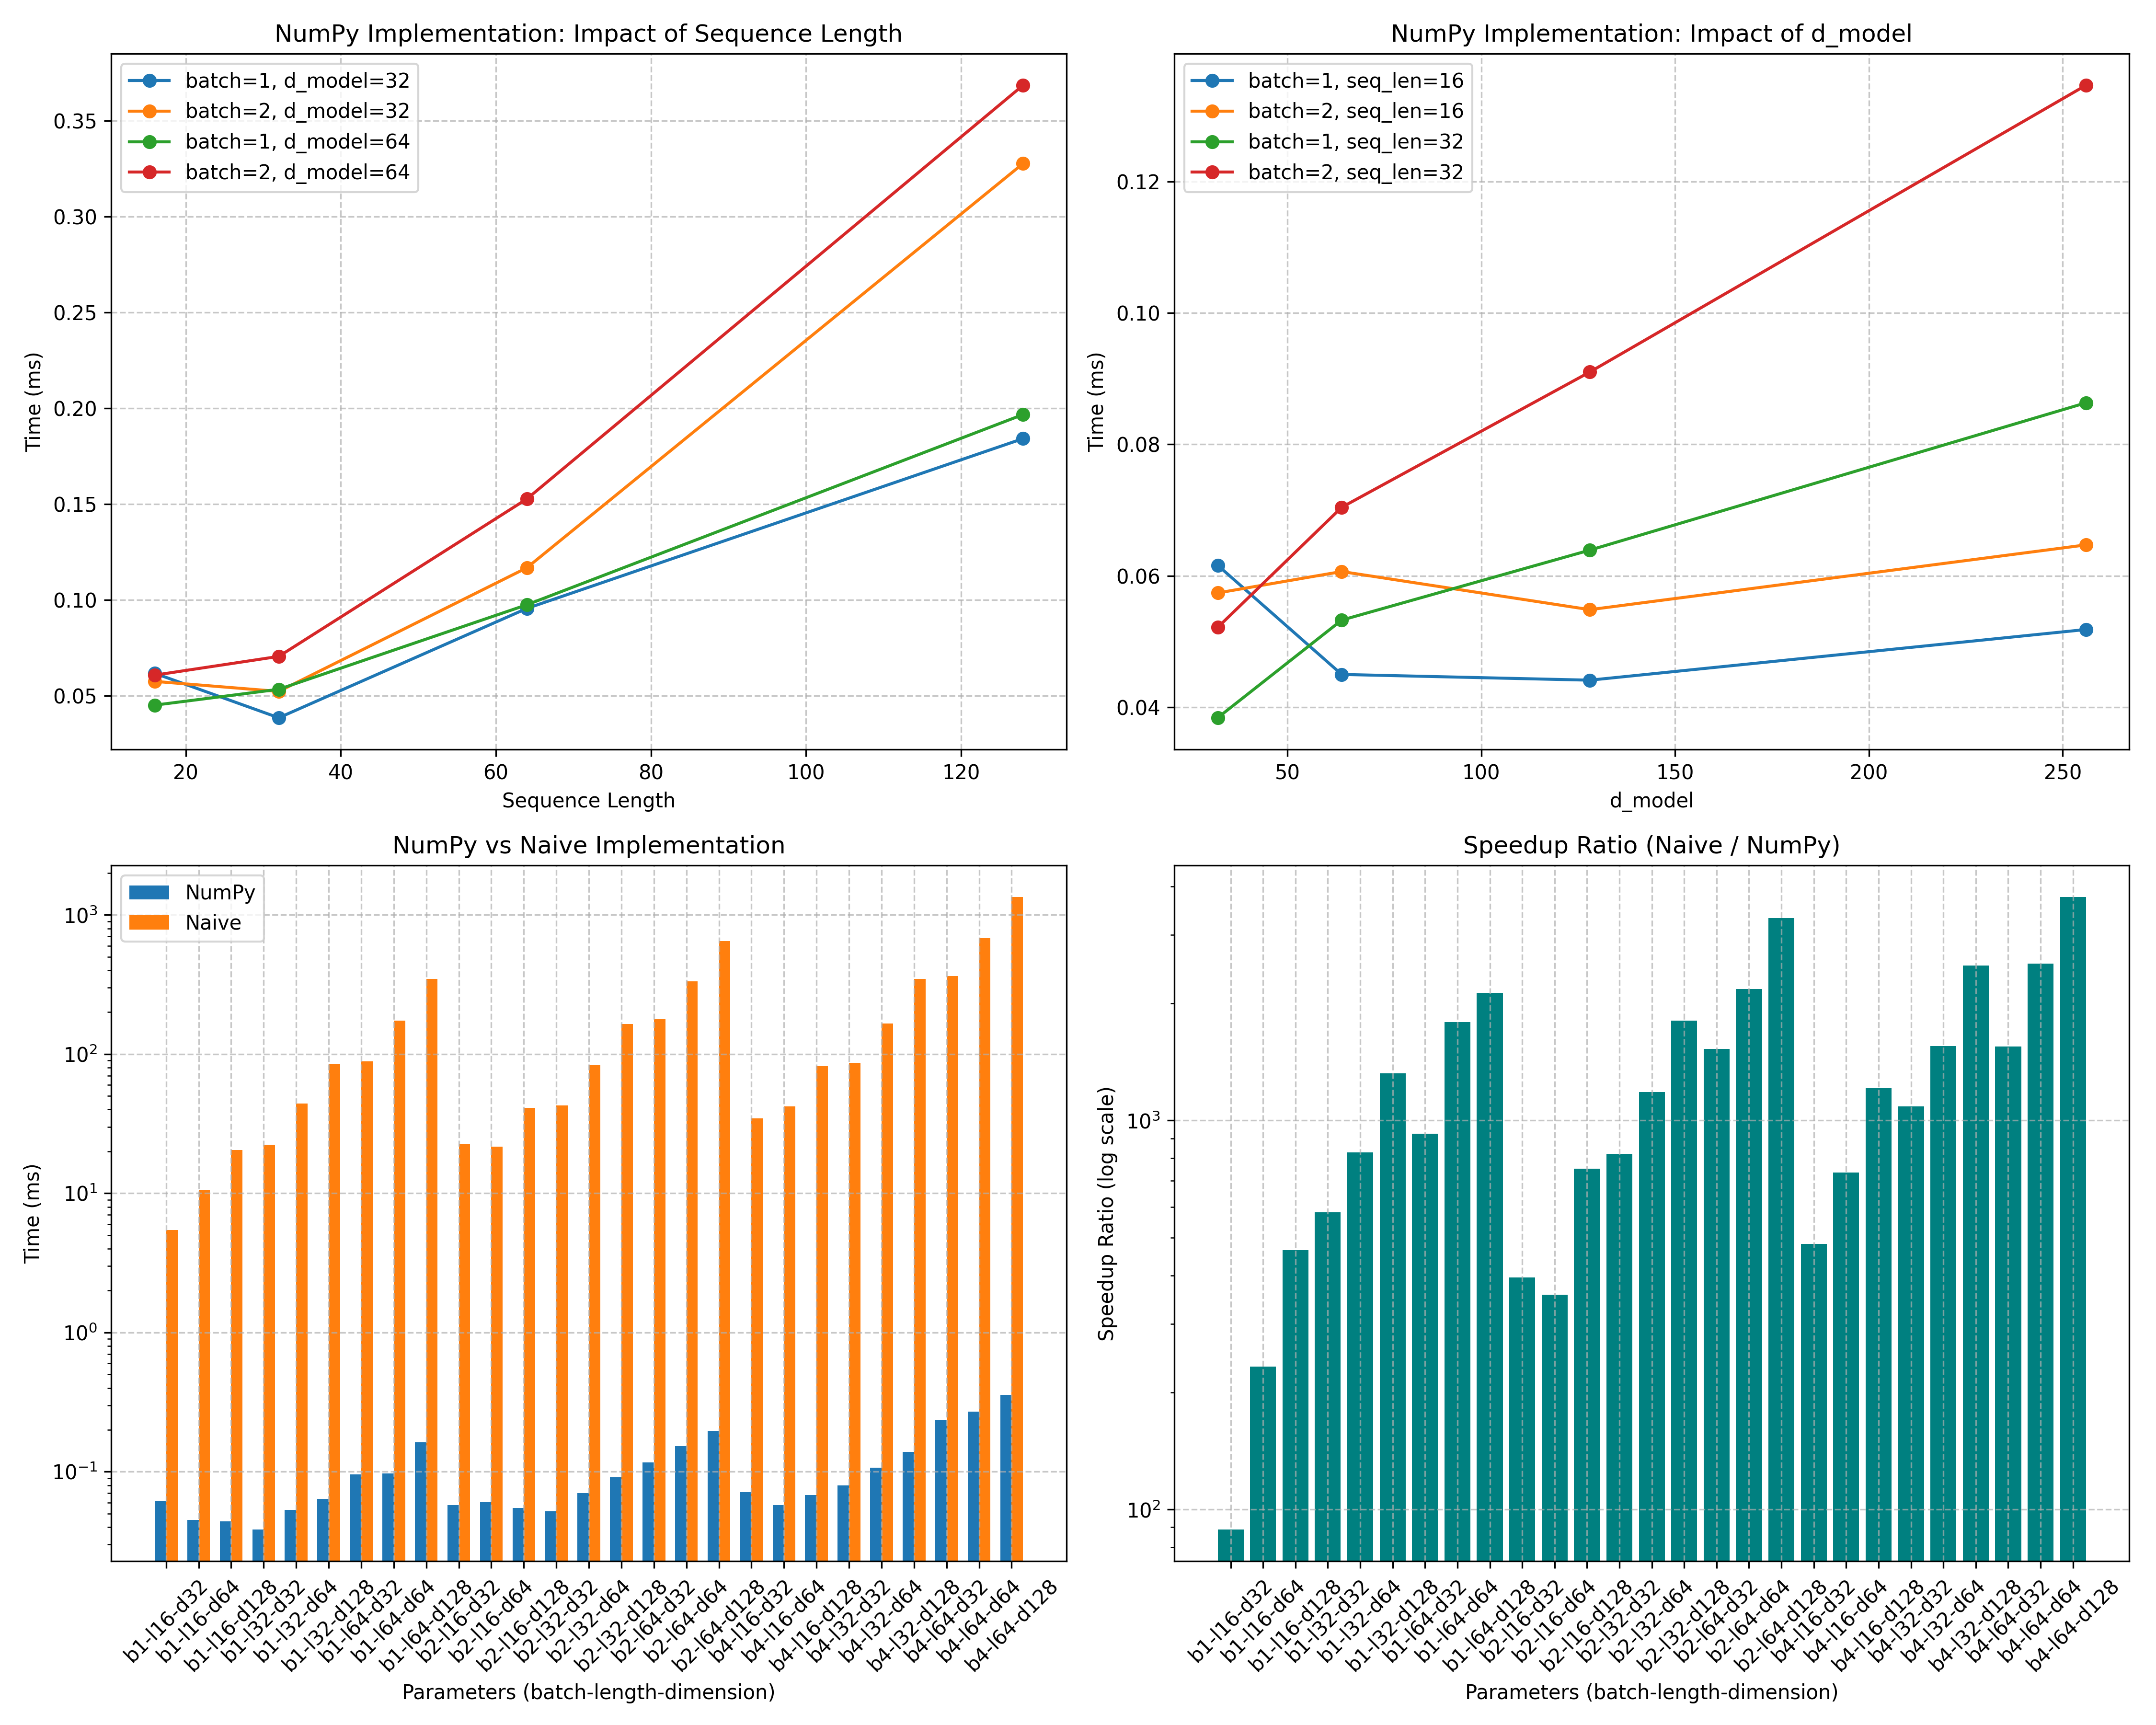 NumPy Implementation: Impact of Sequence Length
batch=1, d_model=32
batch=2, d_model=32
batch=1, d_model=64
batch=2, d_model=64
0.35
0.30
0.25
0.20
0.15
0.10
0.05
Time (ms)
20 40 60 80 100 120
Sequence Length
NumPy Implementation: Impact of d_model
batch=1, seq_len=16
batch=2, seq_len=16
batch=1, seq_len=32
batch=2, seq_len=32
0.12
0.10
0.08
0.06
0.04
Time (ms)
50 100 150 200 250
d_model
NumPy vs Naive Implementation
NumPy
Naive
10³
10²
10¹
10⁰
10⁻¹
Time (ms)
b1-l16-d32
b1-l16-d64
b1-l16-d128
b1-l32-d32
b1-l32-d64
b1-l32-d128
b1-l64-d32
b1-l64-d64
b1-l64-d128
b2-l16-d32
b2-l16-d64
b2-l16-d128
b2-l32-d32
b2-l32-d64
b2-l32-d128
b2-l64-d32
b2-l64-d64
b2-l64-d128
b4-l16-d32
b4-l16-d64
b4-l16-d128
b4-l32-d32
b4-l32-d64
b4-l32-d128
b4-l64-d32
b4-l64-d64
b4-l64-d128
Parameters (batch-length-dimension)
Speedup Ratio (Naive / NumPy)
10³
10²
Speedup Ratio (log scale)
b1-l16-d32
b1-l16-d64
b1-l16-d128
b1-l32-d32
b1-l32-d64
b1-l32-d128
b1-l64-d32
b1-l64-d64
b1-l64-d128
b2-l16-d32
b2-l16-d64
b2-l16-d128
b2-l32-d32
b2-l32-d64
b2-l32-d128
b2-l64-d32
b2-l64-d64
b2-l64-d128
b4-l16-d32
b4-l16-d64
b4-l16-d128
b4-l32-d32
b4-l32-d64
b4-l32-d128
b4-l64-d32
b4-l64-d64
b4-l64-d128
Parameters (batch-length-dimension)